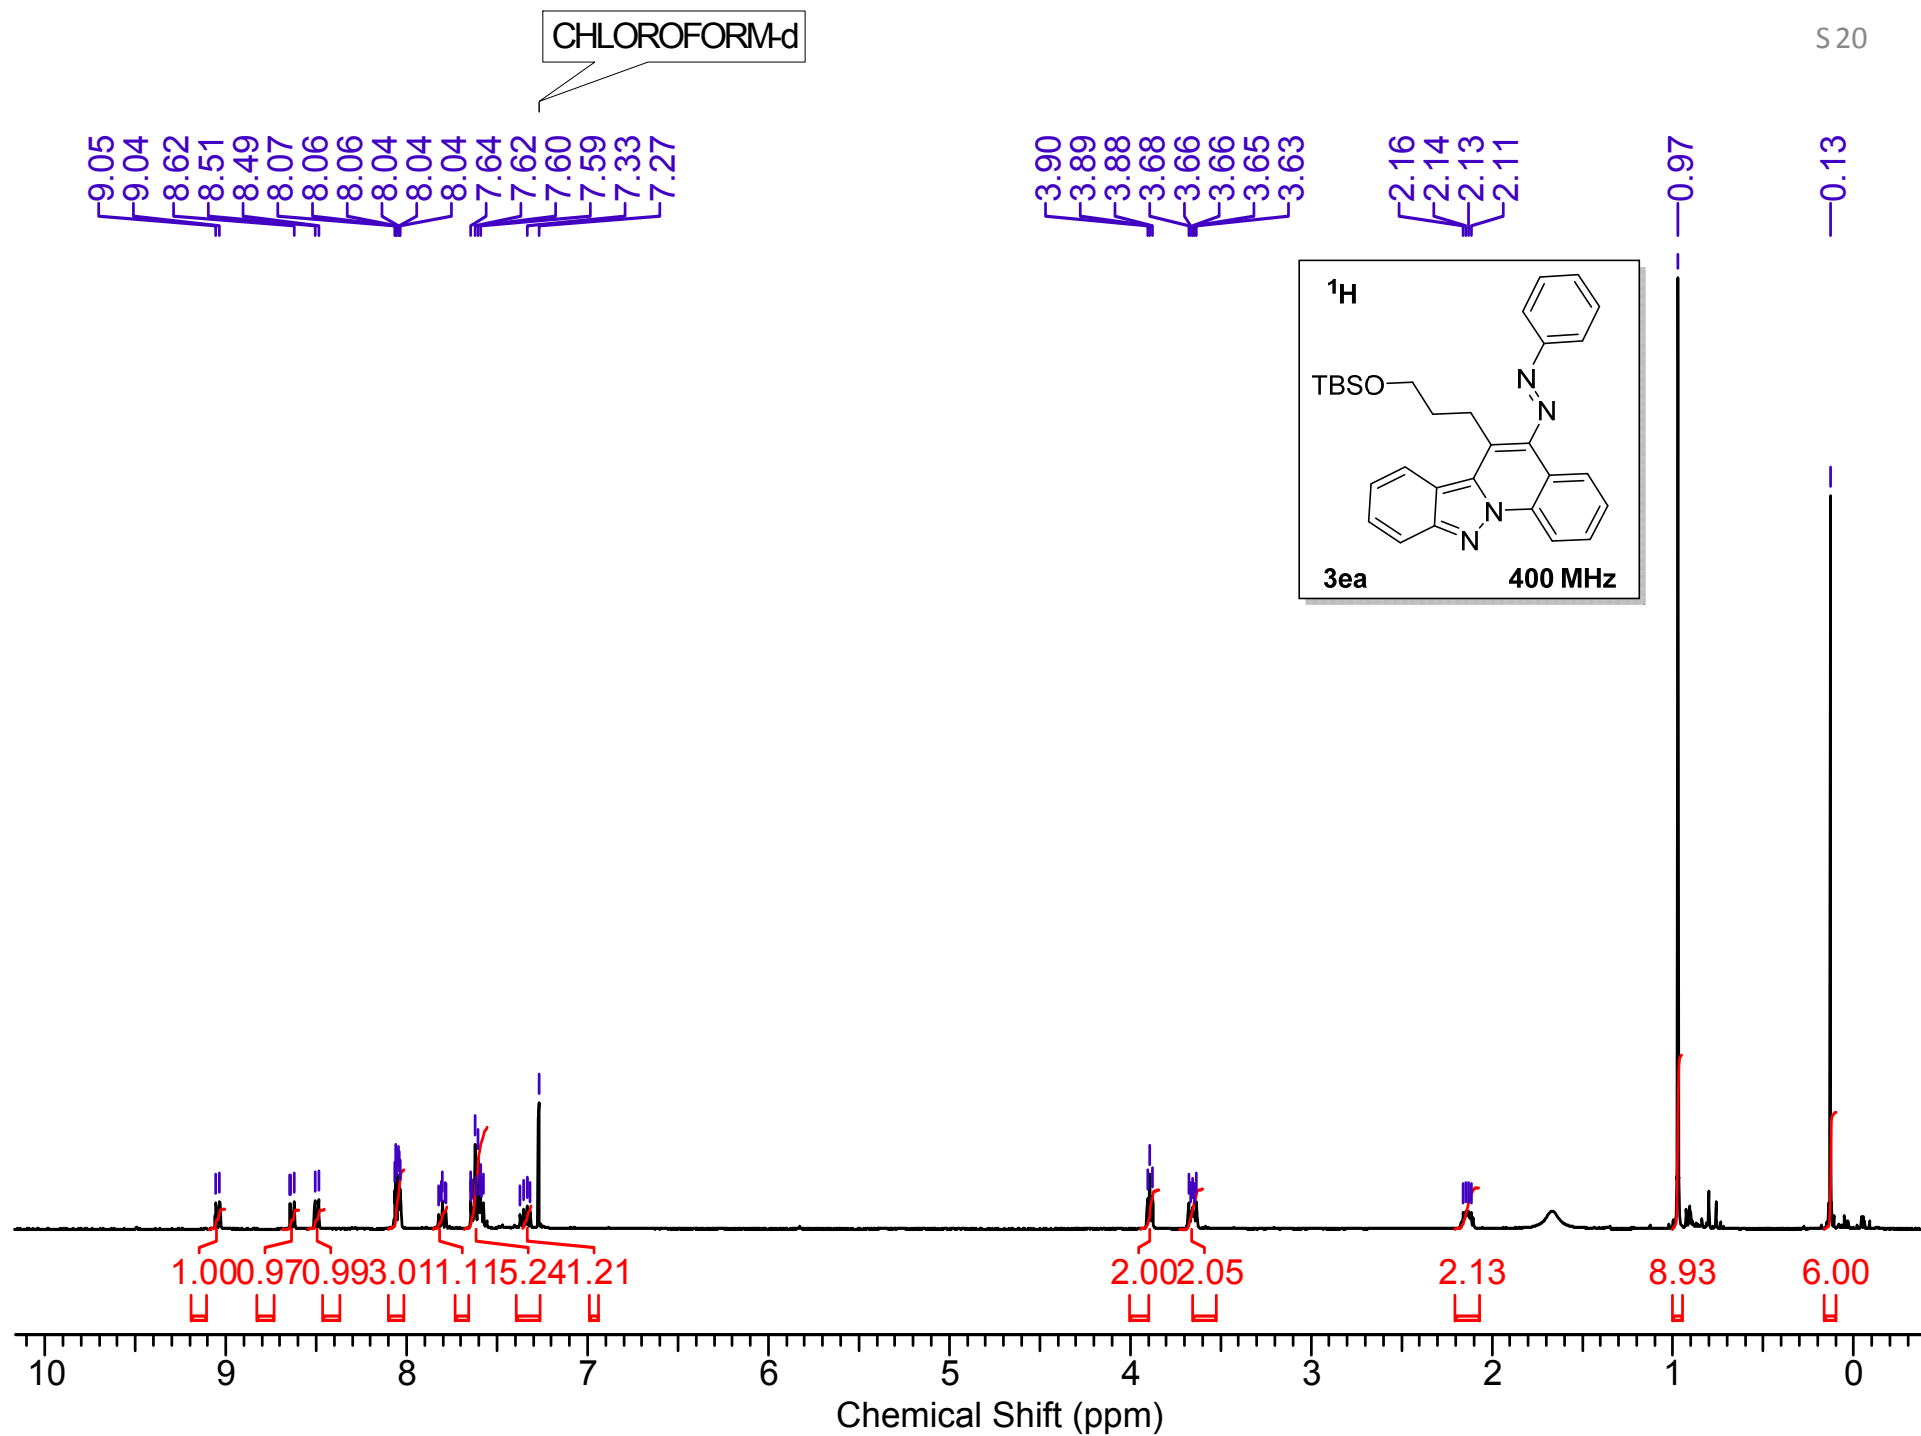 CHLOROFORM-d
S 20
9.05
9.04
8.62
8.51
8.49
8.07
8.06
8.06
8.04
8.04
8.04
7.64
7.62
7.60
7.59
7.33
7.27
3.90
3.89
3.88
3.68
3.66
3.66
3.65
3.63
2.16
2.14
2.13
2.11
0.97
0.13
1H
N
TBSO
N
N
N
3ea 400 MHz
1.00 0.97 0.99 3.01 1.11 5.24 1.21 2.00 2.05 2.13 8.93 6.00
10 9 8 7 6 5 4 3 2 1 0
Chemical Shift (ppm)